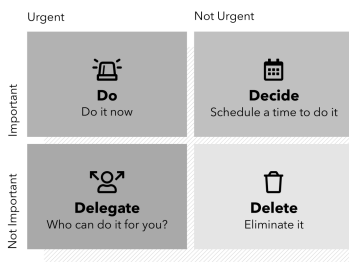 Urgent
Not Urgent
Important
Do
Do it now
Decide
Schedule a time to do it
Not Important
Delegate
Who can do it for you?
Delete
Eliminate it